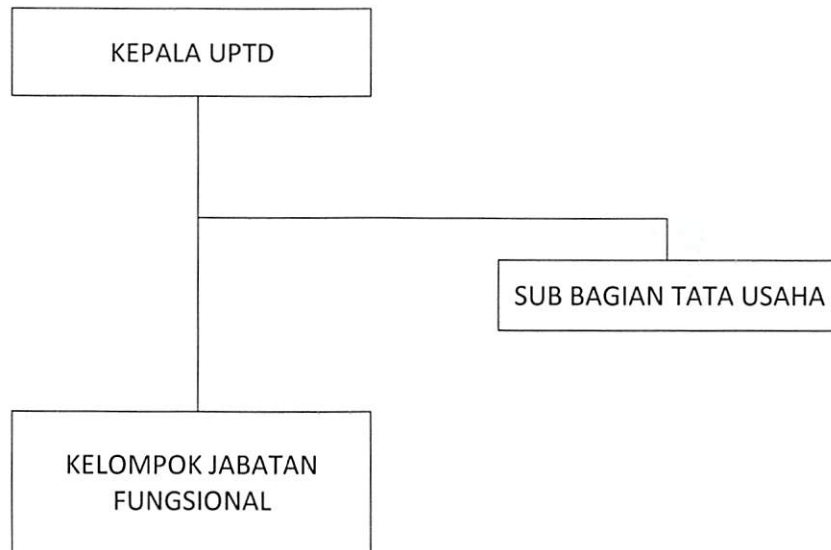 KEPALA UPTD
SUB BAGIAN TATA USAHA
KELOMPOK JABATAN
FUNGSIONAL